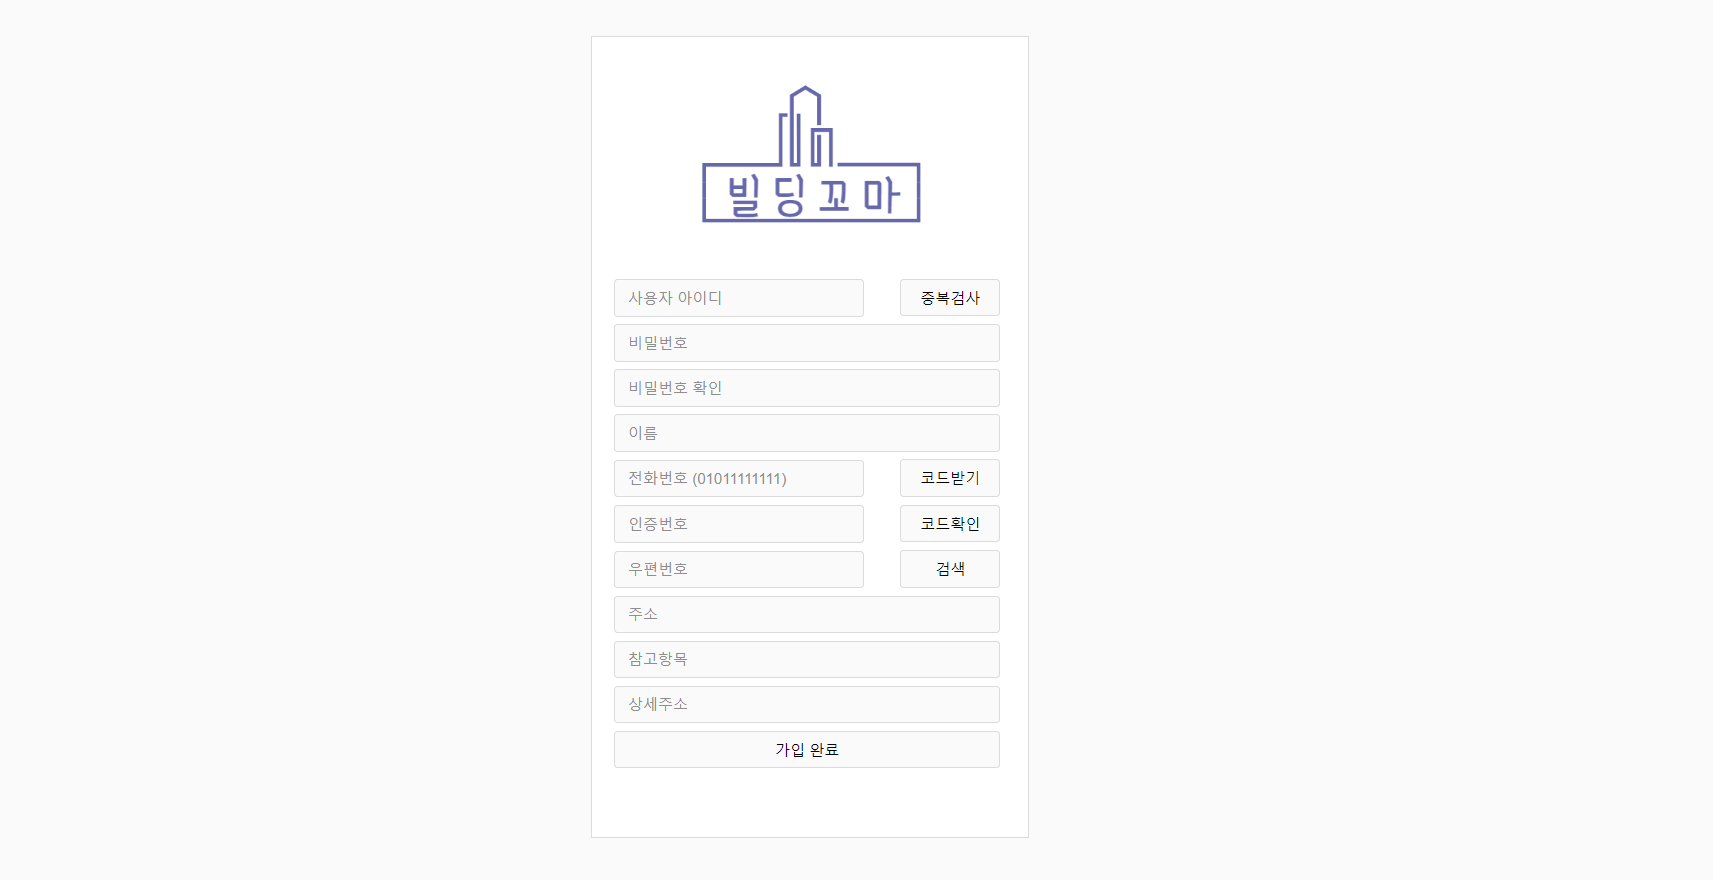 빌딩꼬마
사용자 아이디 중복검사
비밀번호
비밀번호 확인
이름
전화번호 (01011111111) 코드받기
인증번호 코드확인
우편번호 검색
주소
참고항목
상세주소
가입 완료